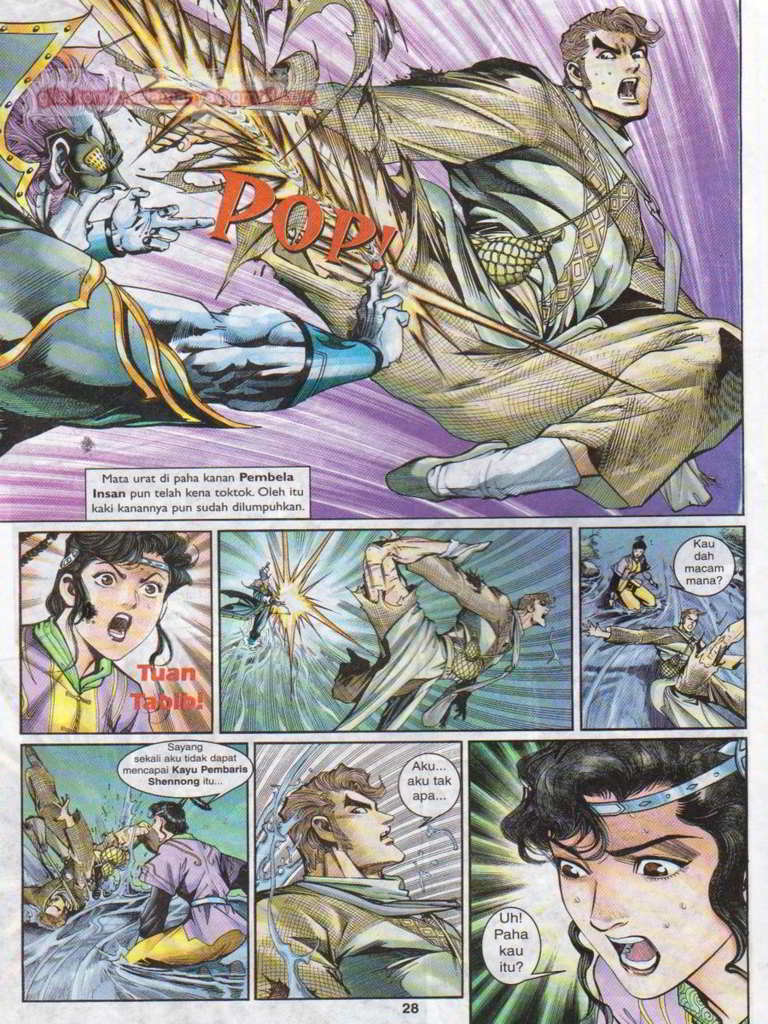 POP!
Mata urat di paha kanan Pembela
Insan pun telah kena toktok. Oleh itu
kaki kanannya pun sudah dilumpuhkan.
Tuan
Tabib!
Kau
dah
macam
mana?
Sayang
sekali aku tidak dapat
mencapai Kayu Pembaris
Shennong itu...
Aku...
aku tak
apa...
Uh!
Paha
kau
itu?
28